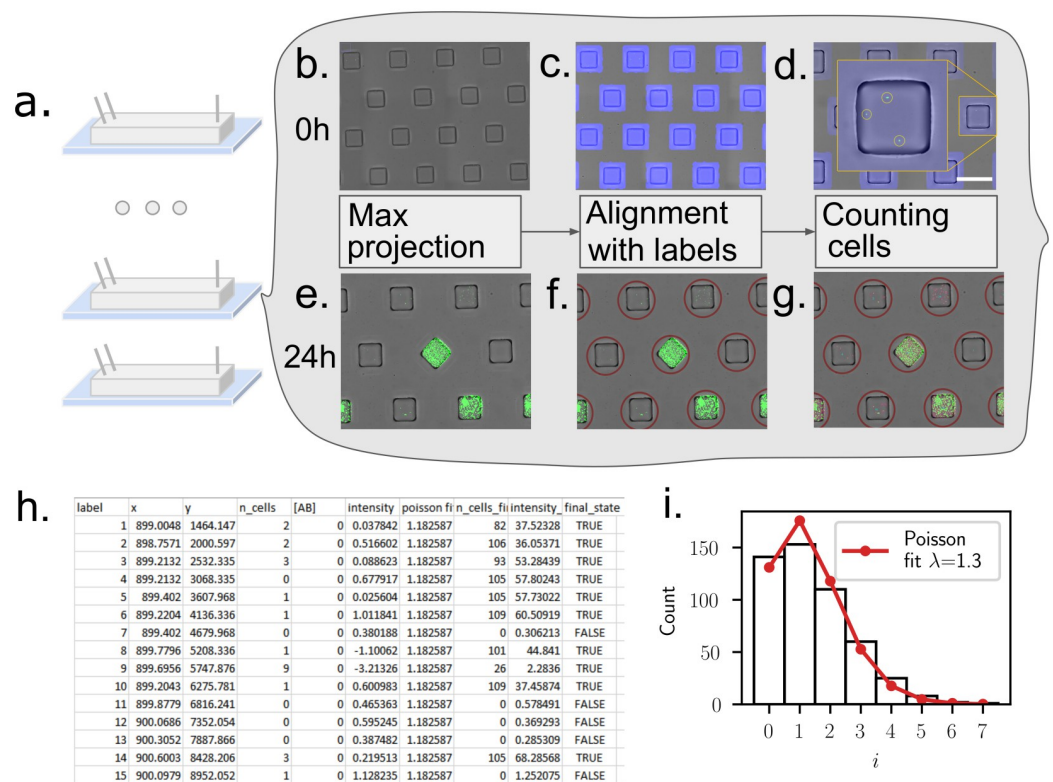 a.
b.
c.
d.
0h
Max projection
Alignment with labels
Counting cells
e.
f.
g.
24h
h.
label x y n_cells [AB] intensity poisson fi n_cells_fi intensity_ final_state
1 899.0048 1464.147 2 0 0.037842 1.182587 82 37.52328 TRUE
2 898.7571 2000.597 2 0 0.516602 1.182587 106 36.05371 TRUE
3 899.2132 2532.335 3 0 0.088623 1.182587 93 53.28439 TRUE
4 899.2132 3068.335 0 0 0.677917 1.182587 105 57.80243 TRUE
5 899.402 3607.968 1 0 0.025604 1.182587 105 57.73022 TRUE
6 899.2204 4136.336 1 0 1.011841 1.182587 109 60.50919 TRUE
7 899.402 4679.968 0 0 0.380188 1.182587 0 0.306213 FALSE
8 899.7796 5208.336 1 0 -1.10062 1.182587 101 44.841 TRUE
9 899.6956 5747.876 9 0 -3.21326 1.182587 26 2.2836 TRUE
10 899.2043 6275.781 1 0 0.600983 1.182587 109 37.45874 TRUE
11 899.8779 6816.241 0 0 0.465363 1.182587 0 0.578491 FALSE
12 900.0686 7352.054 0 0 0.595245 1.182587 0 0.369293 FALSE
13 900.3052 7887.866 0 0 0.387482 1.182587 0 0.285309 FALSE
14 900.6003 8428.206 3 0 0.219513 1.182587 105 68.28568 TRUE
15 900.0979 8952.052 1 0 1.128235 1.182587 0 1.252075 FALSE
i.
Poisson
fit λ=1.3
Count
150
100
50
0
0 1 2 3 4 5 6 7
i